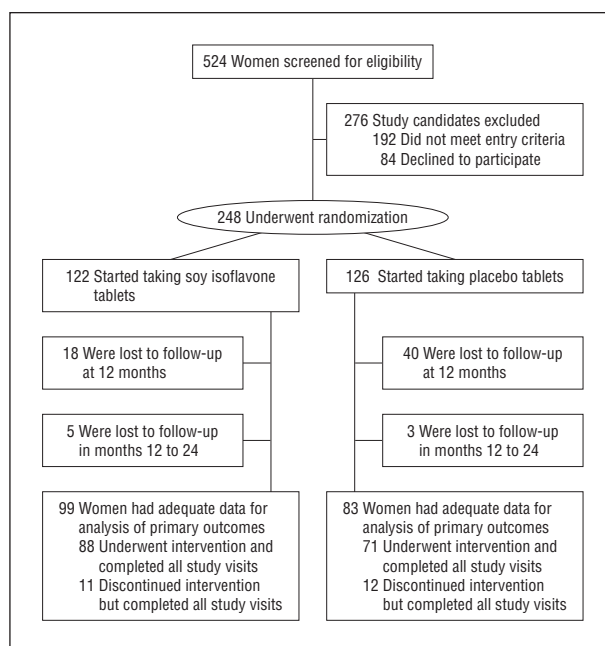 524 Women screened for eligibility
276 Study candidates excluded
192 Did not meet entry criteria
84 Declined to participate
248 Underwent randomization
122 Started taking soy isoflavone
tablets
126 Started taking placebo tablets
18 Were lost to follow-up
at 12 months
40 Were lost to follow-up
at 12 months
5 Were lost to follow-up
in months 12 to 24
3 Were lost to follow-up
in months 12 to 24
99 Women had adequate data for
analysis of primary outcomes
88 Underwent intervention and
completed all study visits
11 Discontinued intervention
but completed all study visits
83 Women had adequate data for
analysis of primary outcomes
71 Underwent intervention and
completed all study visits
12 Discontinued intervention
but completed all study visits